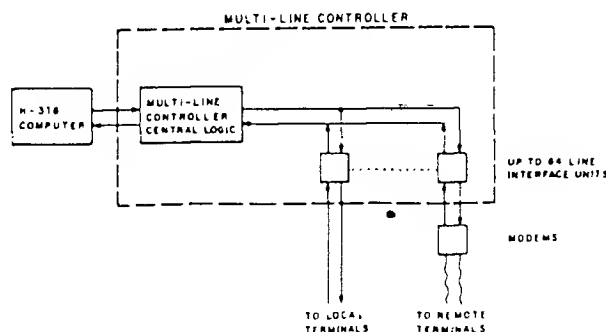 MULTI-LINE CONTROLLER
H-316
COMPUTER
MULTI-LINE
CONTROLLER
CENTRAL LOGIC
UP TO 64 LINE
INTERFACE UNITS
MODEMS
TO LOCAL
TERMINALS
TO REMOTE
TERMINALS